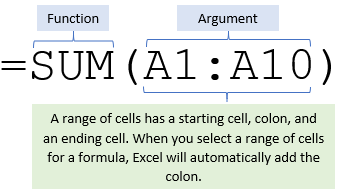 Function Argument
=SUM(A1:A10)
A range of cells has a starting cell, colon, and
an ending cell. When you select a range of cells
for a formula, Excel will automatically add the
colon.